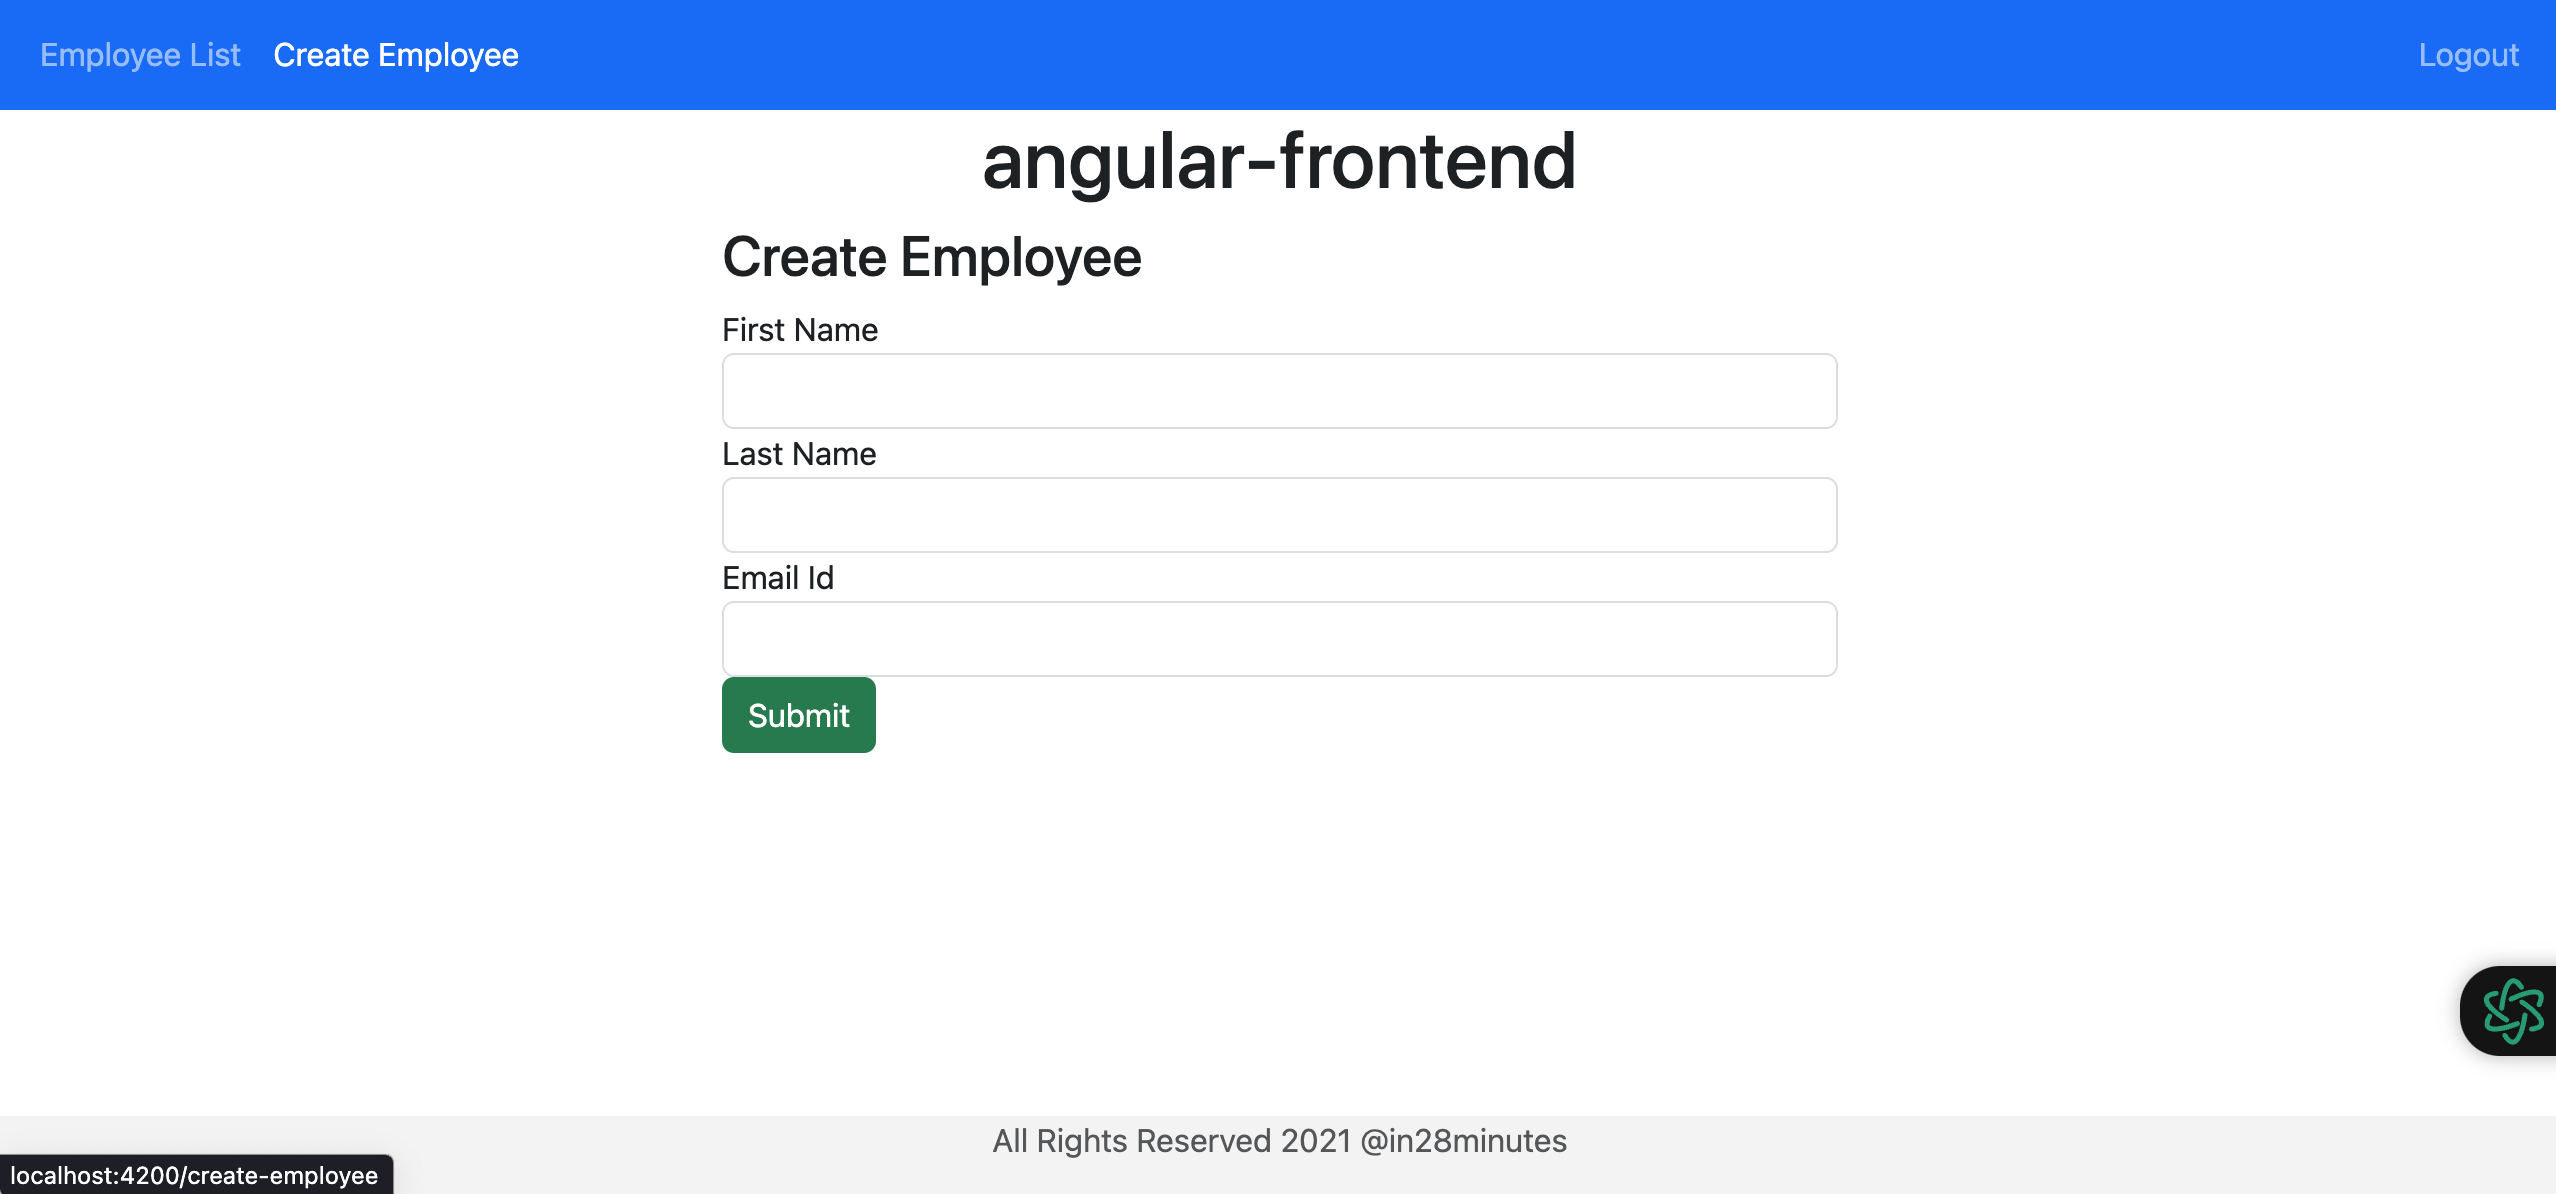 Employee List Create Employee Logout
angular-frontend
Create Employee
First Name
Last Name
Email Id
Submit
All Rights Reserved 2021 @in28minutes
localhost:4200/create-employee